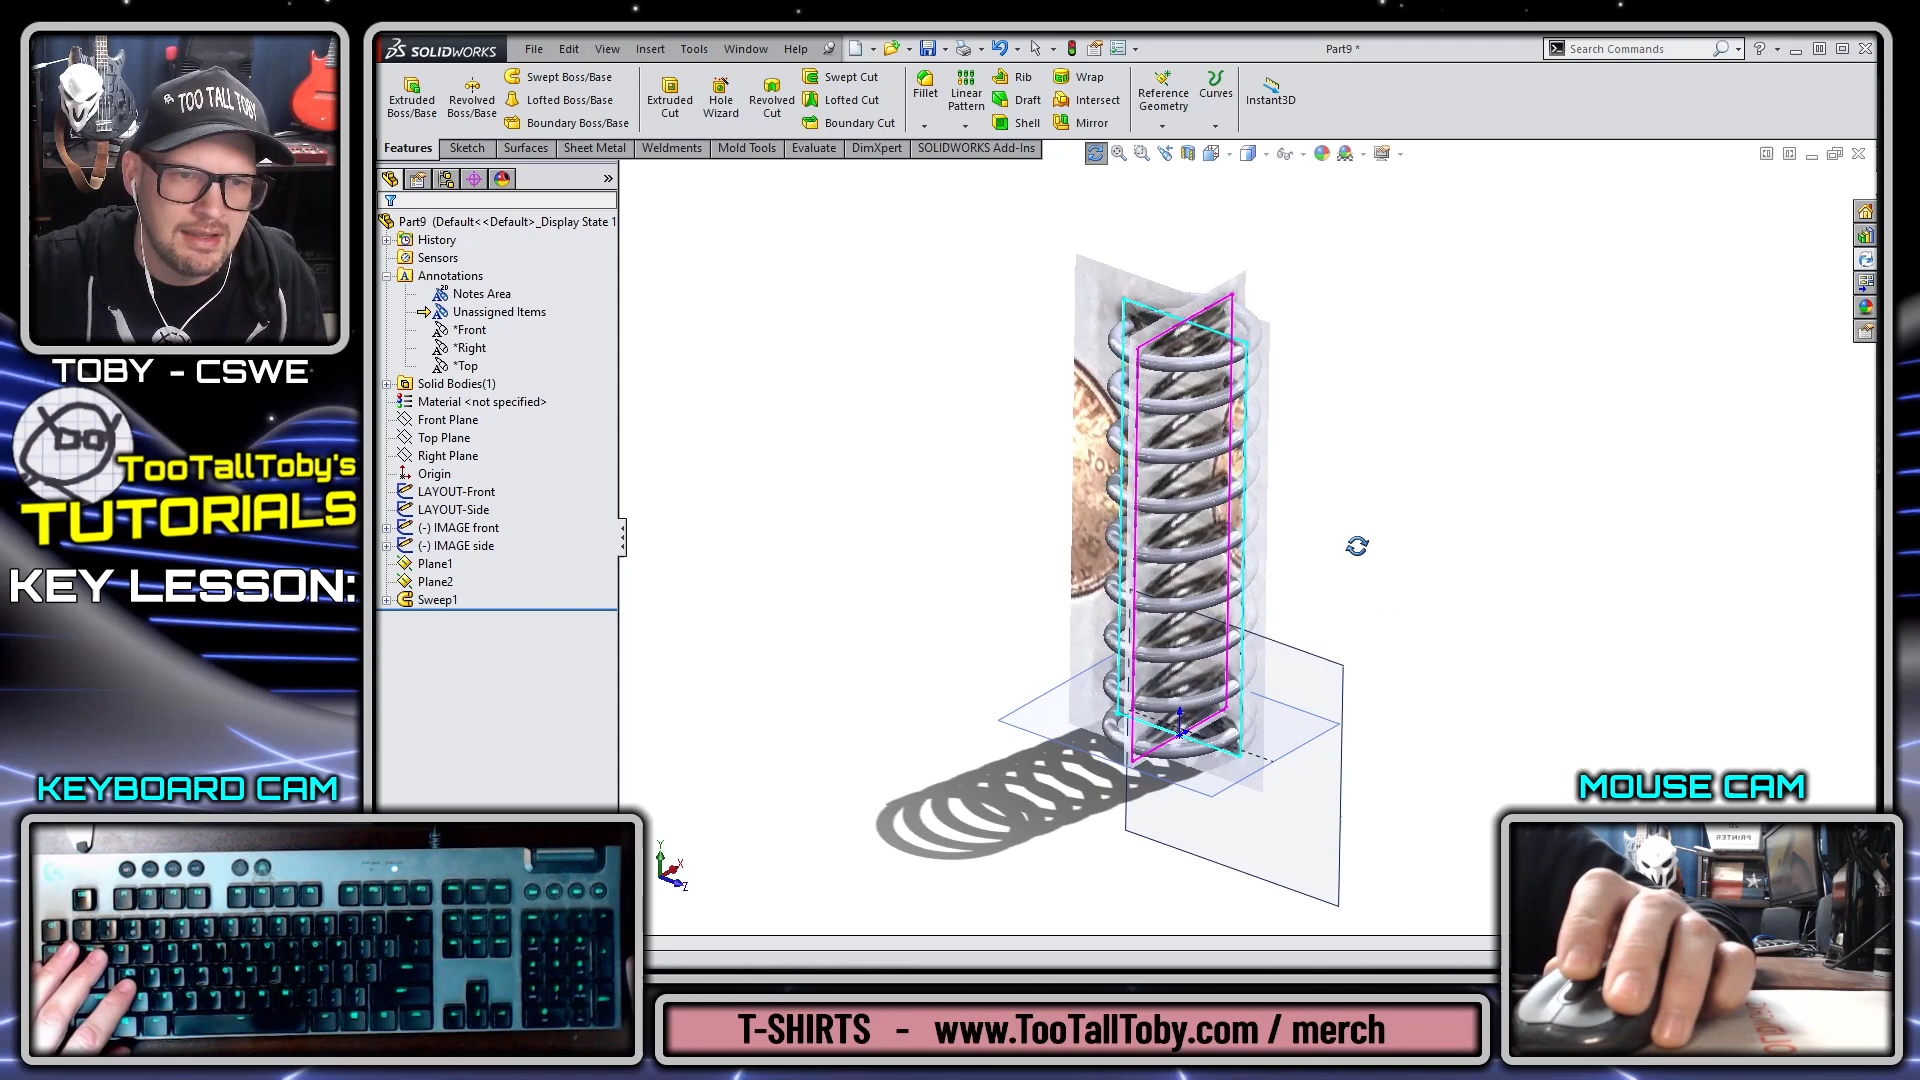 TOO TALL TOBY
TOBY - CSWE
TooTallToby's
TUTORIALS
KEY LESSON:
KEYBOARD CAM
SOLIDWORKS
File
Edit
View
Insert
Tools
Window
Help
Part9 *
Search Commands
Extruded
Boss/Base
Revolved
Boss/Base
Swept Boss/Base
Lofted Boss/Base
Boundary Boss/Base
Extruded
Cut
Hole
Wizard
Revolved
Cut
Swept Cut
Lofted Cut
Boundary Cut
Fillet
Linear
Pattern
Rib
Draft
Shell
Wrap
Intersect
Mirror
Reference
Geometry
Curves
Instant3D
Features
Sketch
Surfaces
Sheet Metal
Weldments
Mold Tools
Evaluate
DimXpert
SOLIDWORKS Add-Ins
Part9 (Default<<Default>_Display State 1
History
Sensors
Annotations
Notes Area
Unassigned Items
*Front
*Right
*Top
Solid Bodies(1)
Material <not specified>
Front Plane
Top Plane
Right Plane
Origin
LAYOUT-Front
LAYOUT-Side
(-) IMAGE front
(-) IMAGE side
Plane1
Plane2
Sweep1
Y
X
Z
MOUSE CAM
T-SHIRTS - www.TooTallToby.com / merch